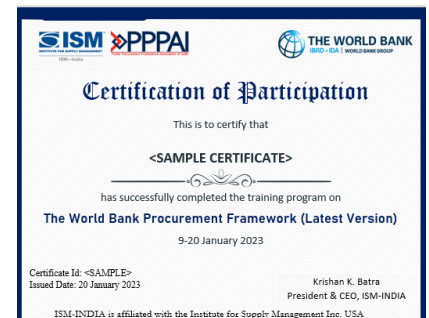 ISM PPPAI THE WORLD BANK
INSTITUTE FOR SUPPLY MANAGEMENT IBRD • IDA | WORLD BANK GROUP
ISM—India
Certification of Participation
This is to certify that
<SAMPLE CERTIFICATE>
has successfully completed the training program on
The World Bank Procurement Framework (Latest Version)
9-20 January 2023
Certificate Id: <SAMPLE>
Issued Date: 20 January 2023
Krishan K. Batra
President & CEO, ISM-INDIA
ISM-INDIA is affiliated with the Institute for Supply Management Inc. USA